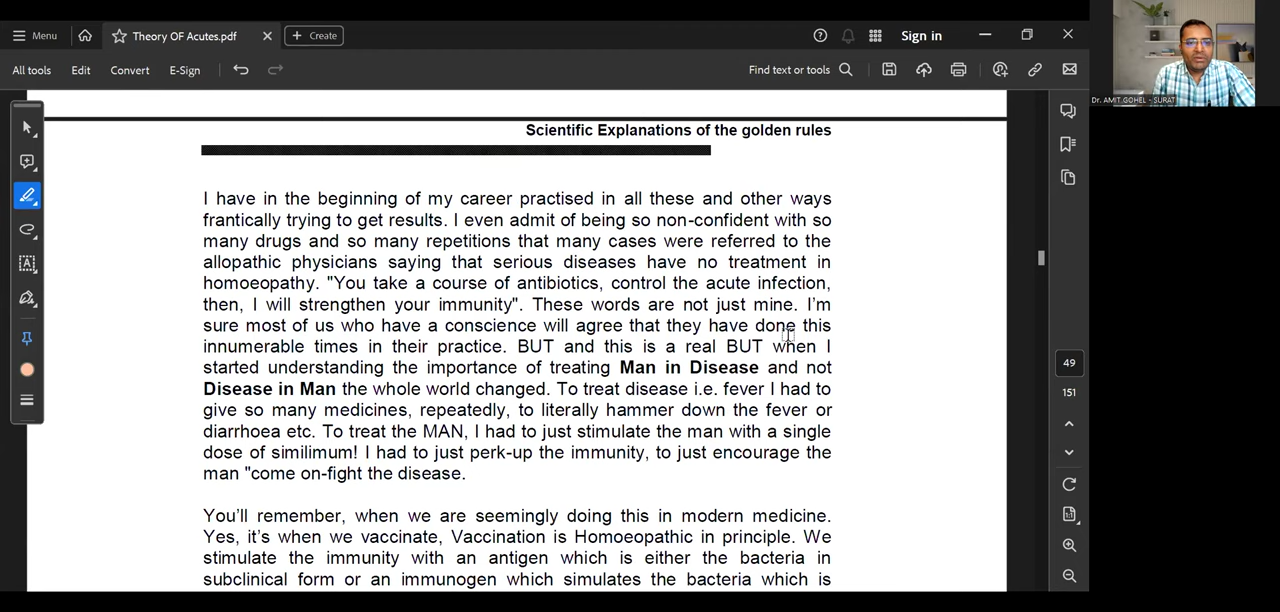 Menu
Theory OF Acutes.pdf
Create
Sign in
All tools Edit Convert E-Sign
Find text or tools
Dr. AMIT GOHEL - SURAT
Scientific Explanations of the golden rules
I have in the beginning of my career practised in all these and other ways
frantically trying to get results. I even admit of being so non-confident with so
many drugs and so many repetitions that many cases were referred to the
allopathic physicians saying that serious diseases have no treatment in
homoeopathy. "You take a course of antibiotics, control the acute infection,
then, I will strengthen your immunity". These words are not just mine. I'm
sure most of us who have a conscience will agree that they have done this
innumerable times in their practice. BUT and this is a real BUT when I
started understanding the importance of treating Man in Disease and not
Disease in Man the whole world changed. To treat disease i.e. fever I had to
give so many medicines, repeatedly, to literally hammer down the fever or
diarrhoea etc. To treat the MAN, I had to just stimulate the man with a single
dose of similimum! I had to just perk-up the immunity, to just encourage the
man "come on-fight the disease.
You'll remember, when we are seemingly doing this in modern medicine.
Yes, it's when we vaccinate, Vaccination is Homoeopathic in principle. We
stimulate the immunity with an antigen which is either the bacteria in
subclinical form or an immunogen which simulates the bacteria which is
49
151